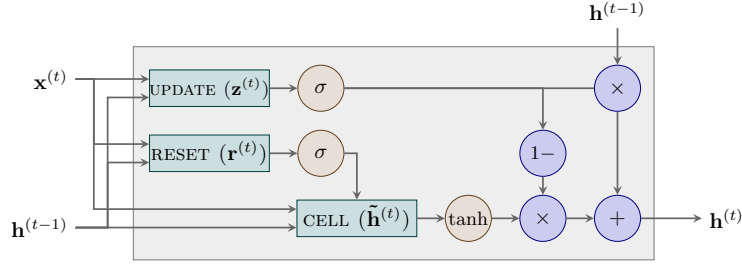 h^(t−1)
x^(t)
UPDATE (z^(t))
σ
×
RESET (r^(t))
σ
1−
h^(t−1)
CELL (h̃^(t))
tanh
×
+
h^(t)